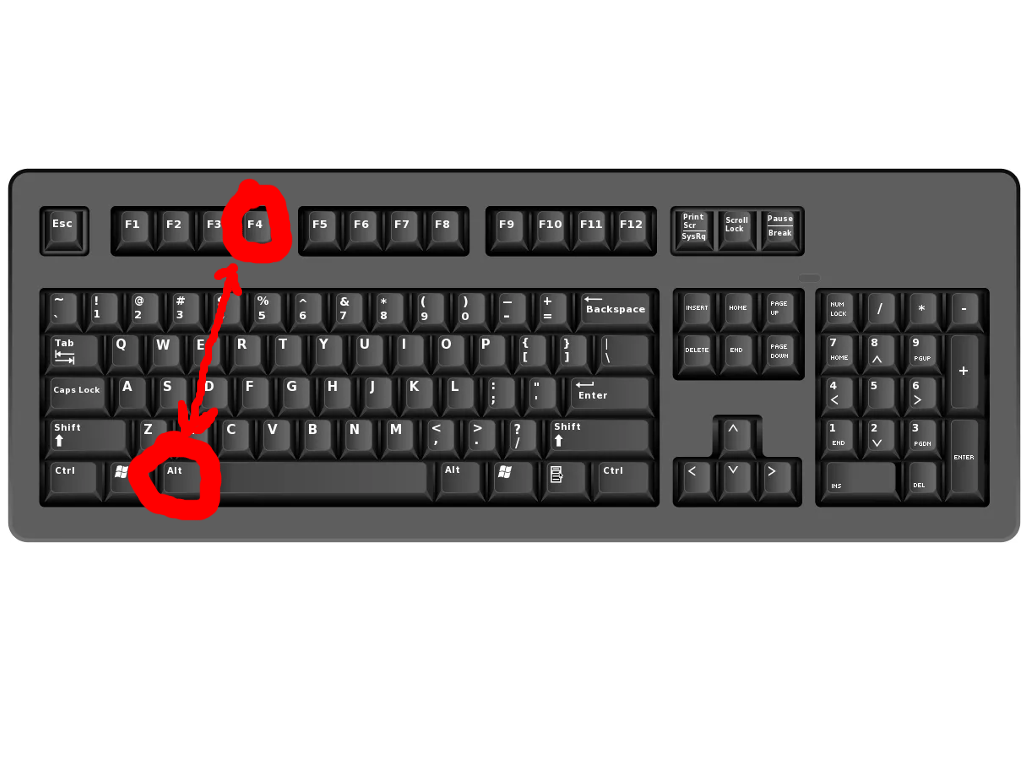 Esc F1 F2 F3 F4 F5 F6 F7 F8 F9 F10 F11 F12 Print Scr SysRq Scroll Lock Pause Break
~ ` ! 1 @ 2 # 3 % 5 ^ 6 & 7 * 8 ( 9 ) 0 — - + = Backspace INSERT HOME PAGE UP NUM LOCK / * -
Tab Q W E R T Y U I O P { [ } ] | \ DELETE END PAGE DOWN 7 HOME 8 9 PGUP +
Caps Lock A S D F G H J K L : ; " ' Enter 4 < 5 6 >
Shift Z C V B N M < , > . ? / Shift 1 END 2 3 PGDN ENTER
Ctrl Alt Alt Ctrl INS DEL